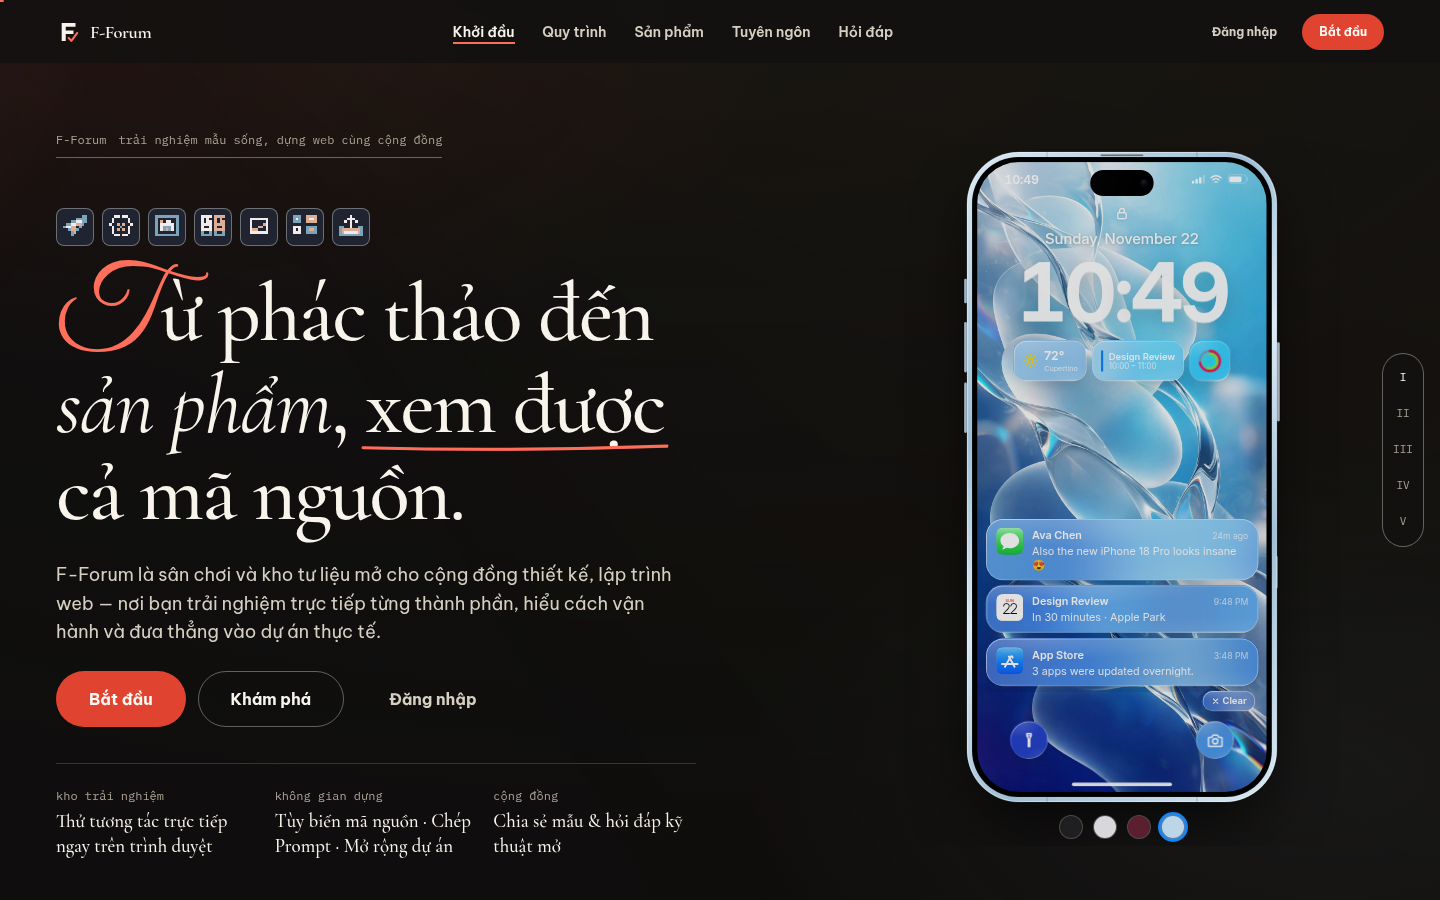 F-Forum
Khởi đầu
Quy trình
Sản phẩm
Tuyên ngôn
Hỏi đáp
Đăng nhập
Bắt đầu
F-Forum trải nghiệm mẫu sống, dựng web cùng cộng đồng
Từ phác thảo đến
sản phẩm, xem được
cả mã nguồn.
F-Forum là sân chơi và kho tư liệu mở cho cộng đồng thiết kế, lập trình
web — nơi bạn trải nghiệm trực tiếp từng thành phần, hiểu cách vận
hành và đưa thẳng vào dự án thực tế.
Bắt đầu
Khám phá
Đăng nhập
kho trải nghiệm
Thử tương tác trực tiếp
ngay trên trình duyệt
không gian dựng
Tùy biến mã nguồn · Chép
Prompt · Mở rộng dự án
cộng đồng
Chia sẻ mẫu & hỏi đáp kỹ
thuật mở
10:49
Sunday, November 22
10:49
72°
Cupertino
Design Review
10:00 – 11:00
Ava Chen
24m ago
Also the new iPhone 18 Pro looks insane
😍
SUN
22
Design Review
9:48 PM
In 30 minutes · Apple Park
App Store
3:48 PM
3 apps were updated overnight.
✕ Clear
I
II
III
IV
V